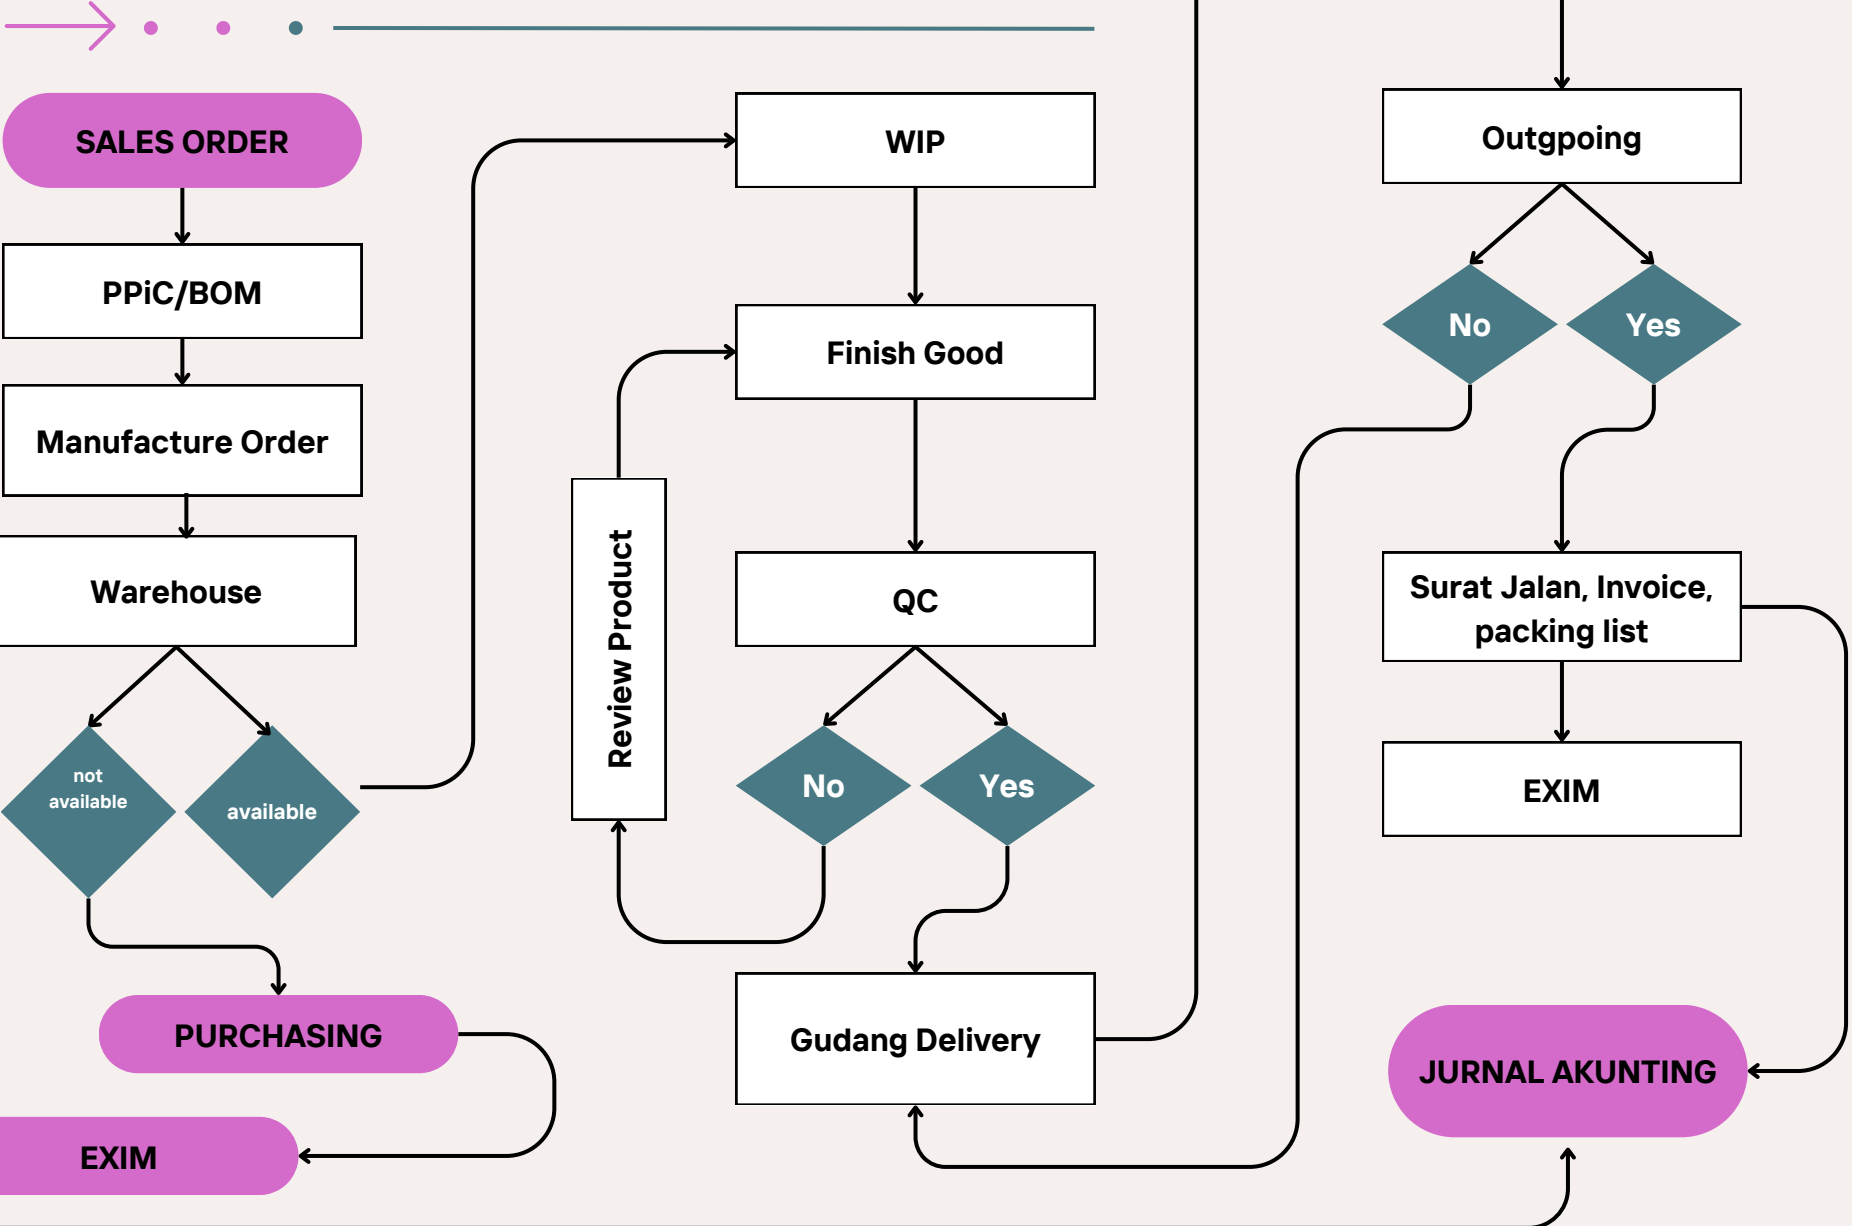 SALES ORDER
PPiC/BOM
Manufacture Order
Warehouse
not
available
available
PURCHASING
EXIM
WIP
Finish Good
Review Product
QC
No
Yes
Gudang Delivery
Outgpoing
No
Yes
Surat Jalan, Invoice,
packing list
EXIM
JURNAL AKUNTING